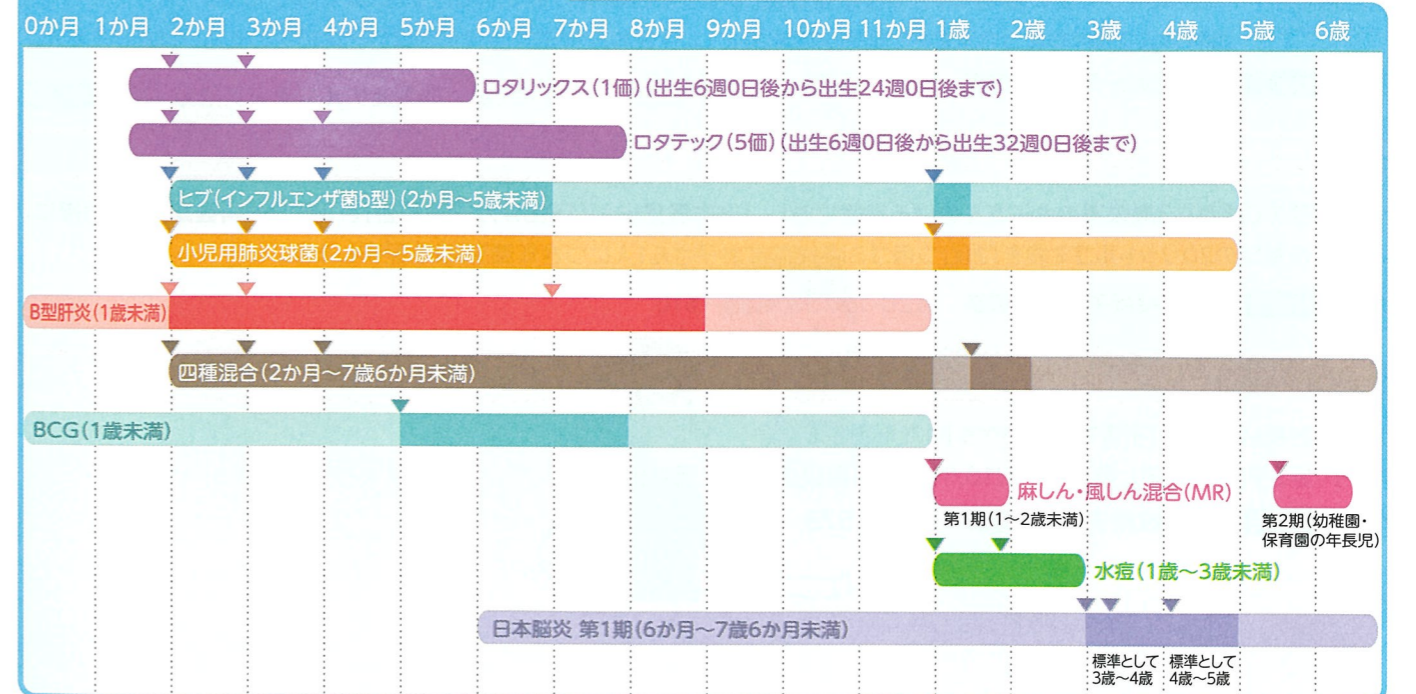 0か月 1か月 2か月 3か月 4か月 5か月 6か月 7か月 8か月 9か月 10か月 11か月 1歳 2歳 3歳 4歳 5歳 6歳
ロタリックス(1価)(出生6週0日後から出生24週0日後まで)
ロタテック(5価)(出生6週0日後から出生32週0日後まで)
ヒブ(インフルエンザ菌b型)(2か月～5歳未満)
小児用肺炎球菌(2か月～5歳未満)
B型肝炎(1歳未満)
四種混合(2か月～7歳6か月未満)
BCG(1歳未満)
麻しん・風しん混合(MR)
第1期(1～2歳未満)
第2期(幼稚園・
保育園の年長児)
水痘(1歳～3歳未満)
日本脳炎 第1期(6か月～7歳6か月未満)
標準として
3歳～4歳
標準として
4歳～5歳